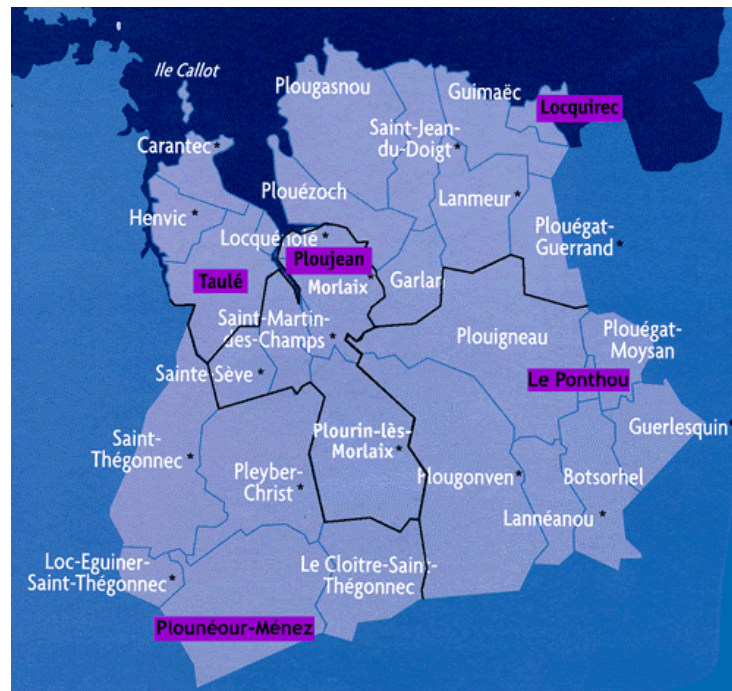 Ile Callot
Plougasnou
Guimaëc
Locquirec
Saint-Jean-
du-Doigt*
Carantec*
Plouézoch
Lanmeur*
Henvic*
Plouégat-
Guerrand*
Locquénolé*
Ploujean
Taulé
Morlaix*
Garlan
Saint-Martin-
des-Champs*
Plouigneau
Plouégat-
Moysan
Sainte-Sève*
Le Ponthou
Saint-
Thégonnec*
Plourin-lès-
Morlaix*
Guerlesquin*
Pleyber-
Christ*
Plougonven*
Botsorhel
Lannéanou*
Loc-Eguiner-
Saint-Thégonnec*
Le Cloître-Saint-
Thégonnec
Plounéour-Ménez